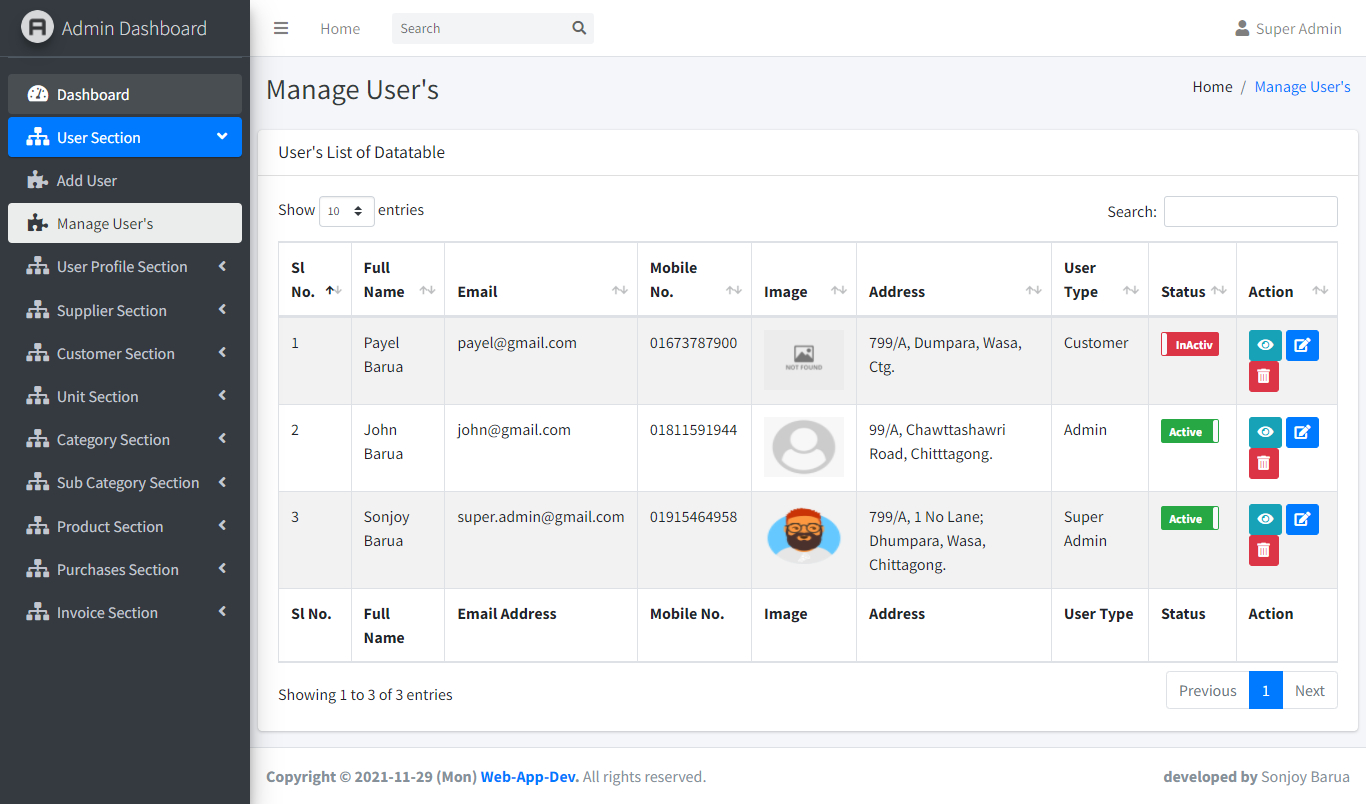 Admin Dashboard
Home
Search
Super Admin
Dashboard
User Section
Add User
Manage User's
User Profile Section
Supplier Section
Customer Section
Unit Section
Category Section
Sub Category Section
Product Section
Purchases Section
Invoice Section
Manage User's
Home / Manage User's
User's List of Datatable
Show 10 entries
Search:
Sl No. Full Name Email Mobile No. Image Address User Type Status Action
1 Payel Barua payel@gmail.com 01673787900 NOT FOUND 799/A, Dumpara, Wasa, Ctg. Customer InActiv
2 John Barua john@gmail.com 01811591944 99/A, Chawttashawri Road, Chitttagong. Admin Active
3 Sonjoy Barua super.admin@gmail.com 01915464958 799/A, 1 No Lane; Dhumpara, Wasa, Chittagong. Super Admin Active
Sl No. Full Name Email Address Mobile No. Image Address User Type Status Action
Showing 1 to 3 of 3 entries
Previous 1 Next
Copyright © 2021-11-29 (Mon) Web-App-Dev. All rights reserved.
developed by Sonjoy Barua